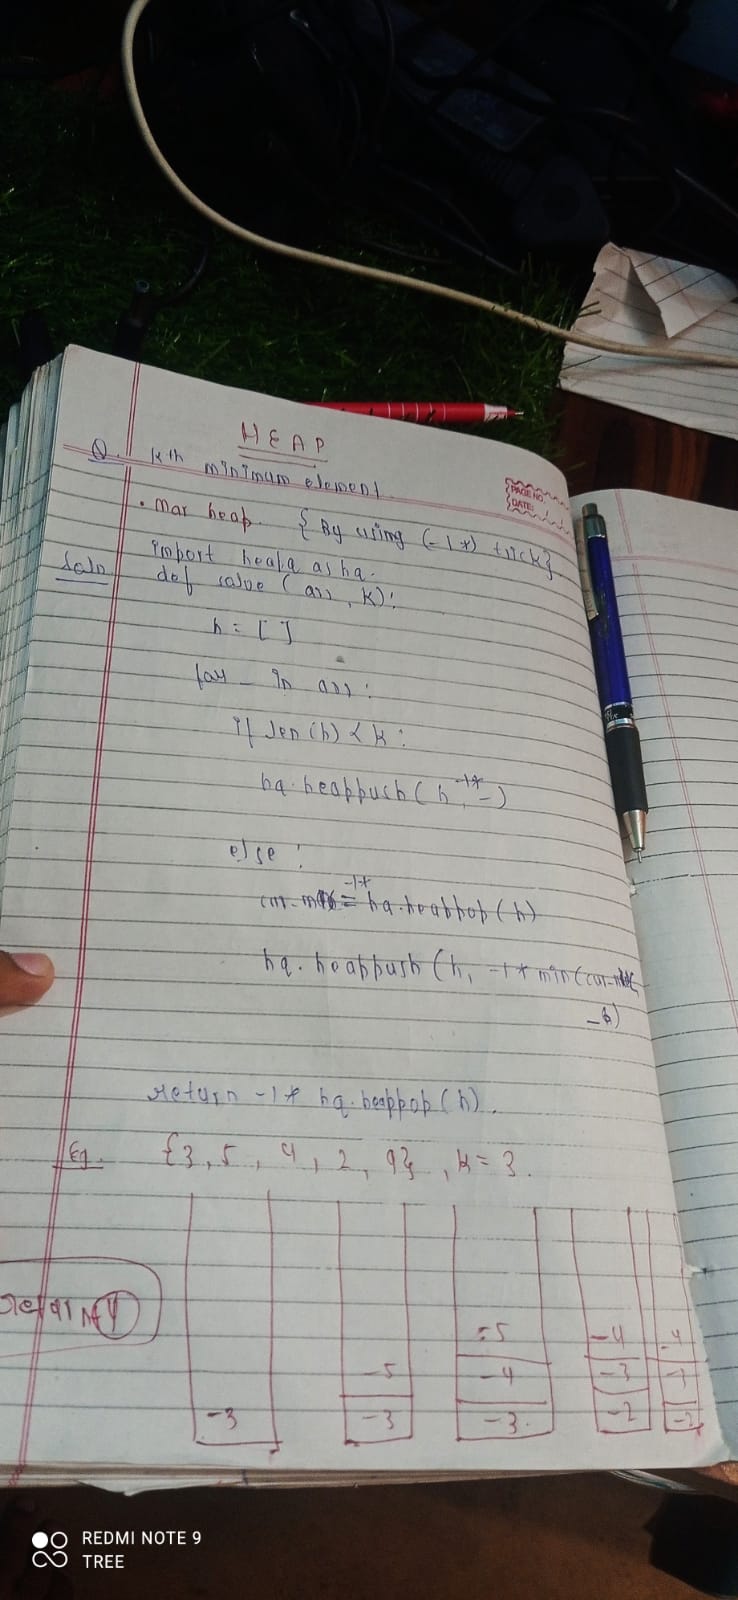 HEAP
Q. kth minimum element
PAGE NO.
DATE:
• Max heap. {By using (-1*) trick}
Soln import heapq as hq.
def solve (arr, k):
h = []
for _ in arr:
if len(h) < k:
hq.heappush(h, -1*_)
else:
= -1* hq.heappop(h)
hq.heappush(h, -1* min(
return -1* hq.heappop(h).
Eg. {3, 5, 4, 2, 9}, k = 3.
-5 -4 -4
-5 -4 -3 -3
-3 -3 -3 -2 -2
return 4
REDMI NOTE 9
TREE